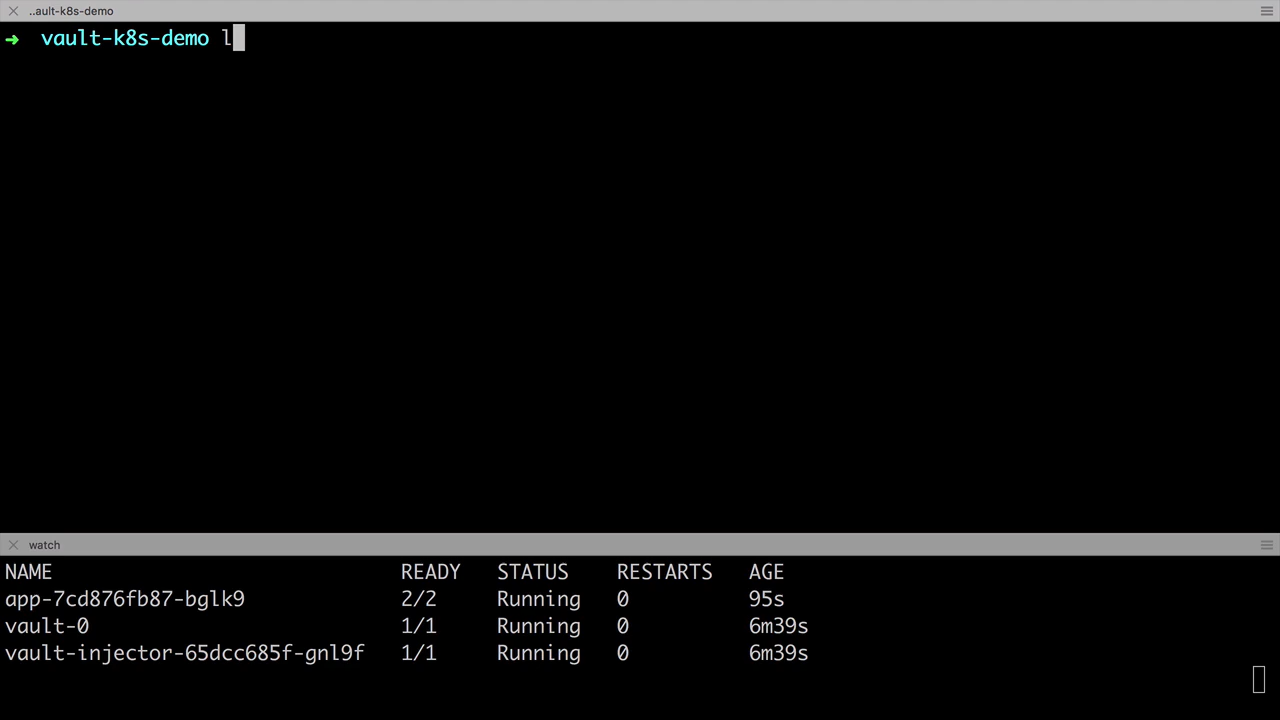 ..ault-k8s-demo
➜ vault-k8s-demo l
watch
NAME READY STATUS RESTARTS AGE
app-7cd876fb87-bglk9 2/2 Running 0 95s
vault-0 1/1 Running 0 6m39s
vault-injector-65dcc685f-gnl9f 1/1 Running 0 6m39s